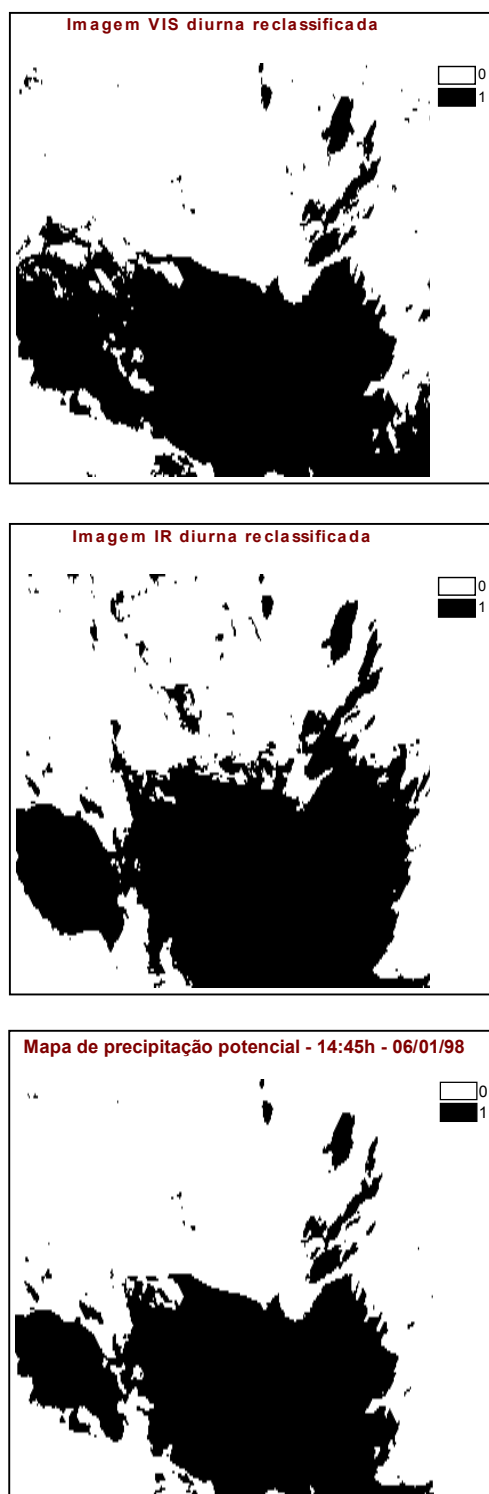 Imagem VIS diurna reclassificada
0
1
Imagem IR diurna reclassificada
0
1
Mapa de precipitação potencial - 14:45h - 06/01/98
0
1